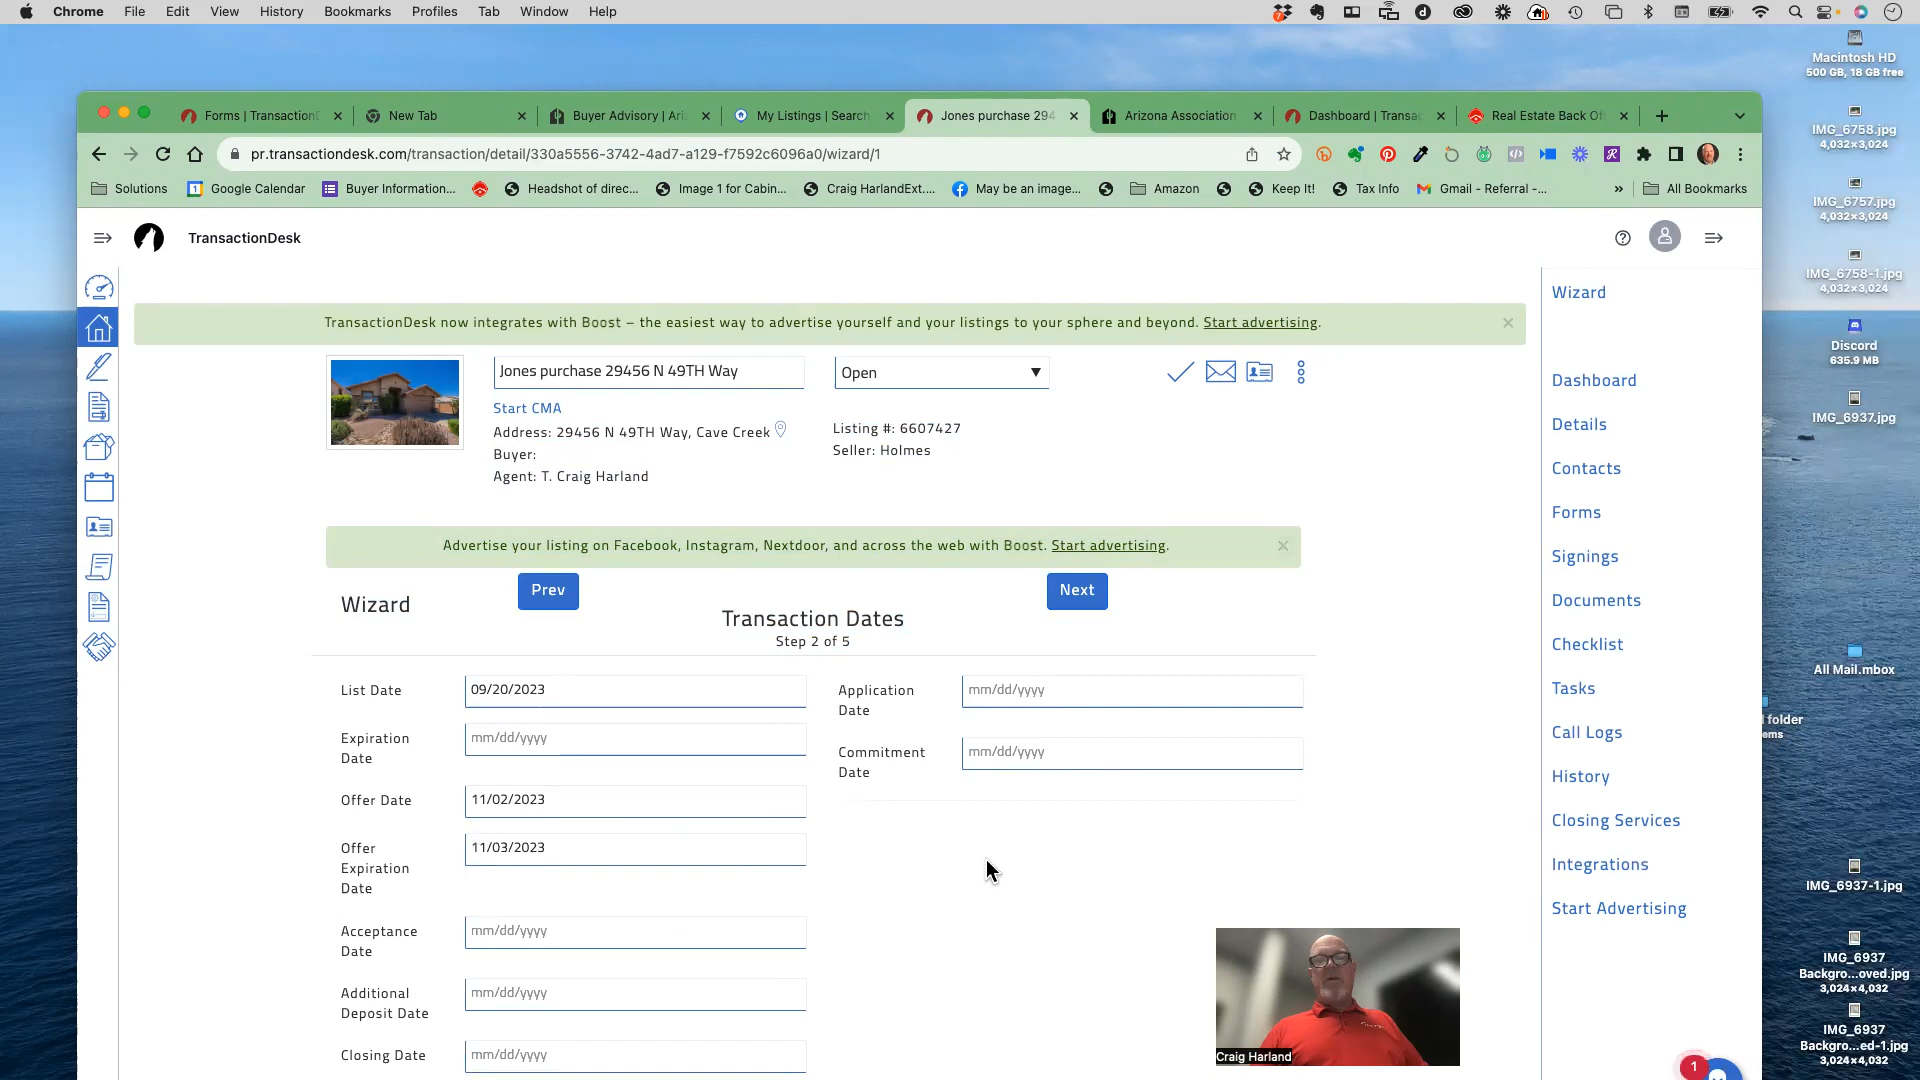 Chrome File Edit View History Bookmarks Profiles Tab Window Help
Macintosh HD
500 GB, 18 GB free
Forms | Transaction
New Tab
Buyer Advisory | Ari
My Listings | Search
Jones purchase 294
Arizona Association
Dashboard | Transac
Real Estate Back Of
IMG_6758.jpg
4,032×3,024
pr.transactiondesk.com/transaction/detail/330a5556-3742-4ad7-a129-f7592c6096a0/wizard/1
Solutions
Google Calendar
Buyer Information...
Headshot of direc...
Image 1 for Cabin...
Craig HarlandExt....
May be an image...
Amazon
Keep It!
Tax Info
Gmail - Referral -...
»
All Bookmarks
IMG_6757.jpg
4,032×3,024
TransactionDesk
IMG_6758-1.jpg
4,032×3,024
Wizard
TransactionDesk now integrates with Boost – the easiest way to advertise yourself and your listings to your sphere and beyond. Start advertising.
Discord
635.9 MB
Jones purchase 29456 N 49TH Way
Open
Start CMA
Address: 29456 N 49TH Way, Cave Creek
Buyer:
Agent: T. Craig Harland
Listing #: 6607427
Seller: Holmes
Dashboard
Details
Contacts
Forms
Signings
Documents
Checklist
Tasks
Call Logs
History
Closing Services
Integrations
Start Advertising
IMG_6937.jpg
Advertise your listing on Facebook, Instagram, Nextdoor, and across the web with Boost. Start advertising.
Wizard
Prev
Next
Transaction Dates
Step 2 of 5
List Date
09/20/2023
Expiration
Date
mm/dd/yyyy
Offer Date
11/02/2023
Offer
Expiration
Date
11/03/2023
Acceptance
Date
mm/dd/yyyy
Additional
Deposit Date
mm/dd/yyyy
Closing Date
mm/dd/yyyy
Application
Date
mm/dd/yyyy
Commitment
Date
mm/dd/yyyy
All Mail.mbox
folder
ems
IMG_6937-1.jpg
IMG_6937
Backgro...oved.jpg
3,024×4,032
IMG_6937
Backgro...ed-1.jpg
3,024×4,032
Craig Harland
1